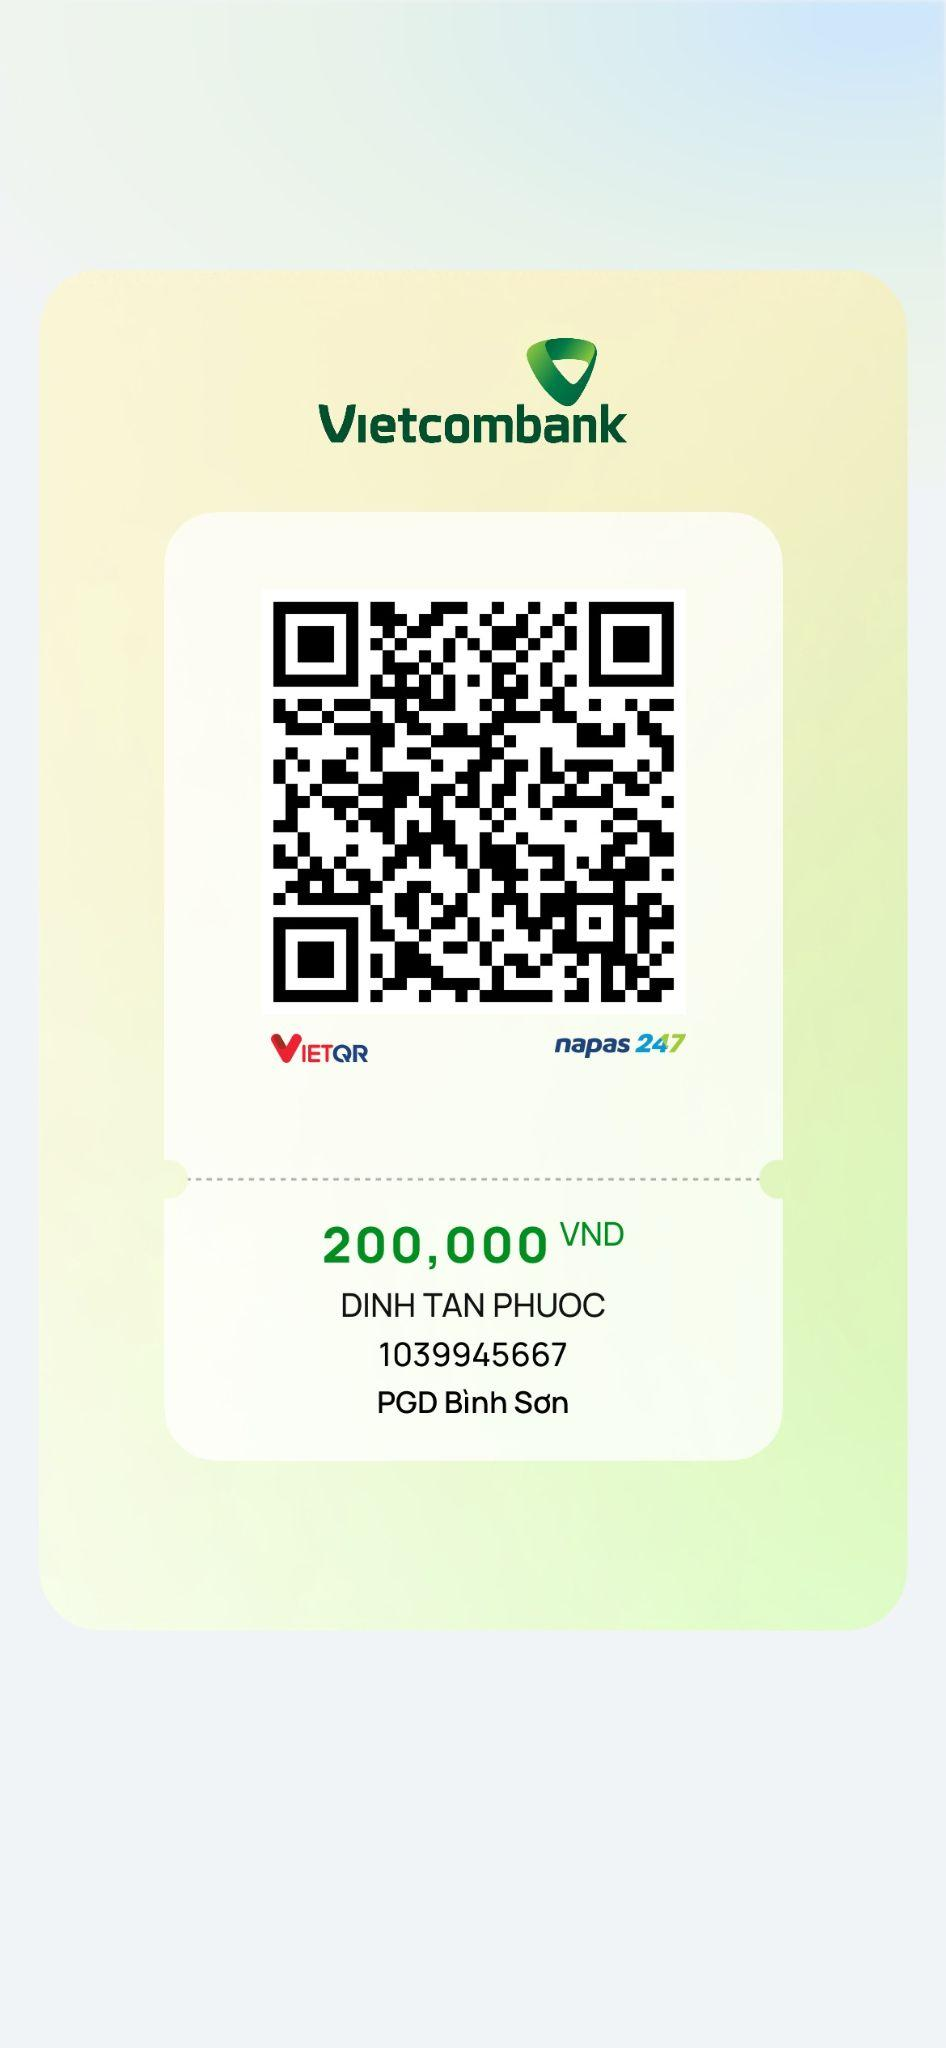 Vietcombank
VIETQR
napas 247
200,000 VND
DINH TAN PHUOC
1039945667
PGD Bình Sơn